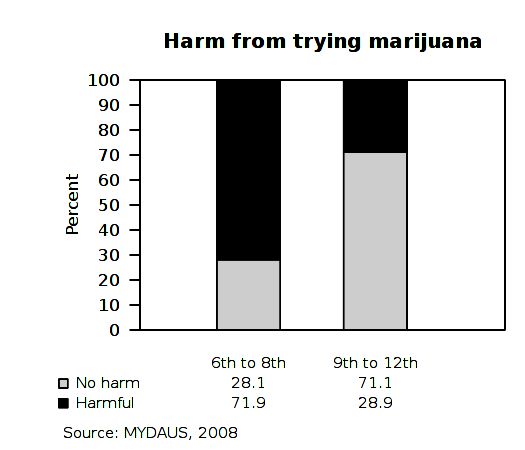 Harm from trying marijuana
100
90
80
70
60
50
40
30
20
10
0
Percent
6th to 8th 9th to 12th
No harm 28.1 71.1
Harmful 71.9 28.9
Source: MYDAUS, 2008